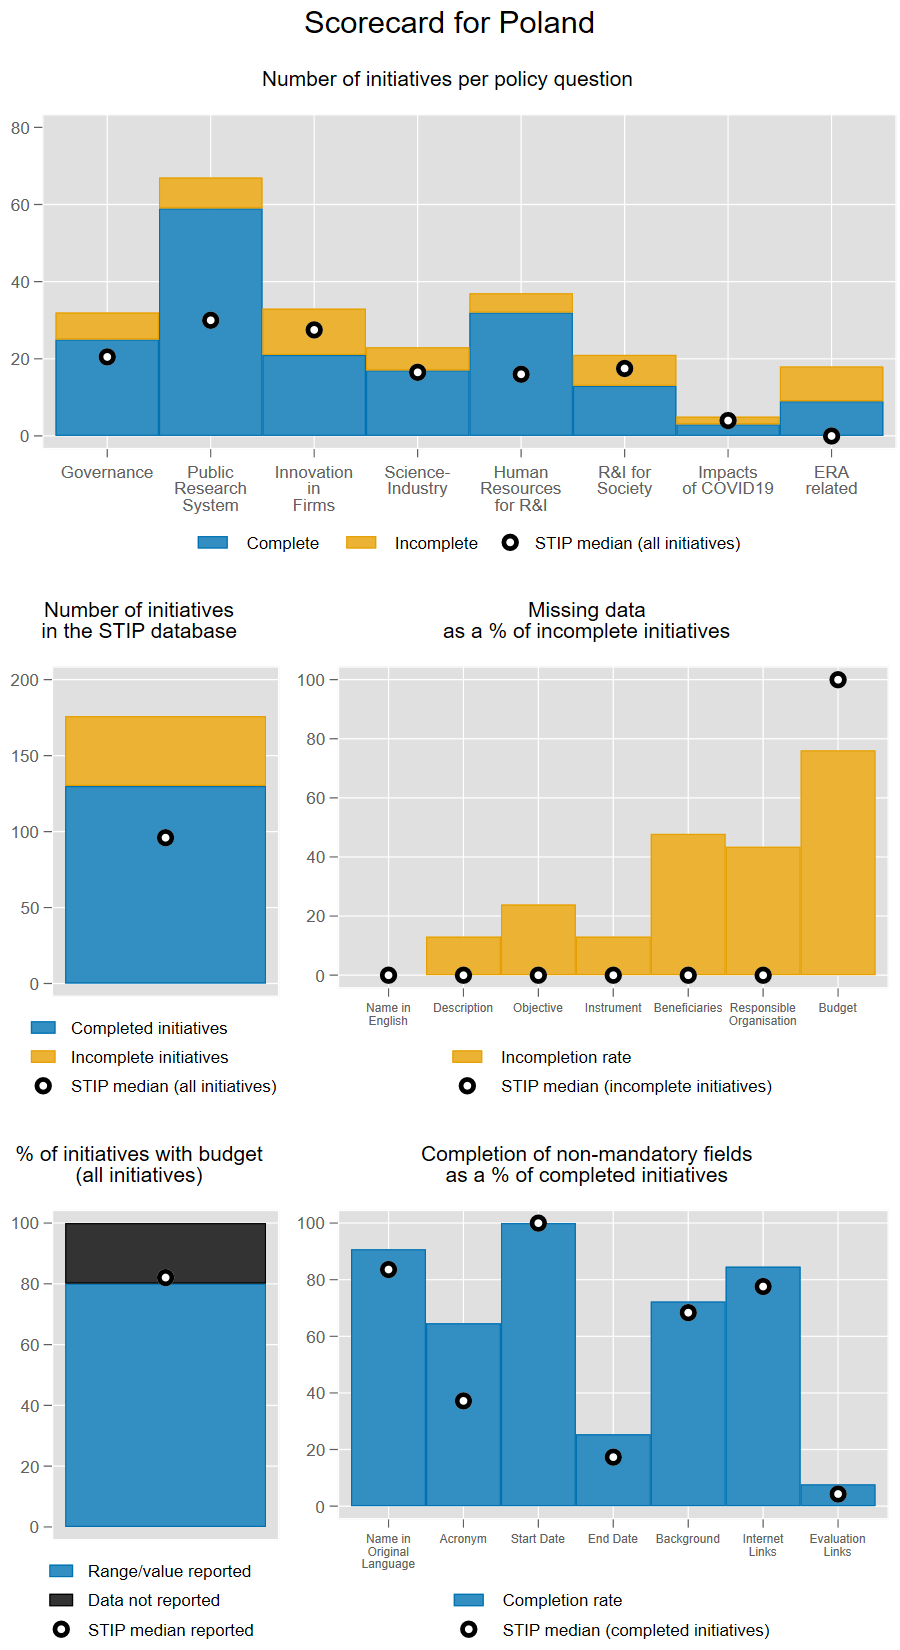 Scorecard for Poland
Number of initiatives per policy question
80
60
40
20
0
Governance
Public
Research
System
Innovation
in
Firms
Science-
Industry
Human
Resources
for R&I
R&I for
Society
Impacts
of COVID19
ERA
related
Complete
Incomplete
STIP median (all initiatives)
Number of initiatives
in the STIP database
200
150
100
50
0
Completed initiatives
Incomplete initiatives
STIP median (all initiatives)
Missing data
as a % of incomplete initiatives
100
80
60
40
20
0
Name in
English
Description
Objective
Instrument
Beneficiaries
Responsible
Organisation
Budget
Incompletion rate
STIP median (incomplete initiatives)
% of initiatives with budget
(all initiatives)
100
80
60
40
20
0
Range/value reported
Data not reported
STIP median reported
Completion of non-mandatory fields
as a % of completed initiatives
100
80
60
40
20
0
Name in
Original
Language
Acronym
Start Date
End Date
Background
Internet
Links
Evaluation
Links
Completion rate
STIP median (completed initiatives)